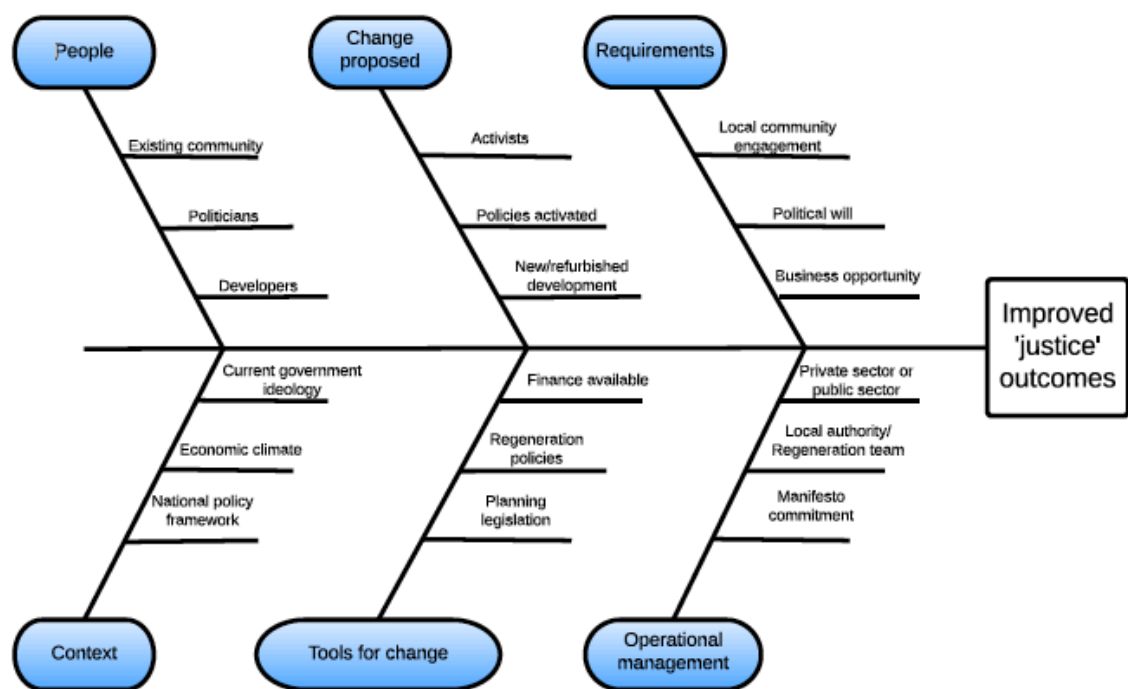 People
Change
proposed
Requirements
Existing community
Politicians
Developers
Activists
Policies activated
New/refurbished
development
Local community
engagement
Political will
Business opportunity
Improved
'justice'
outcomes
Current government
ideology
Economic climate
National policy
framework
Finance available
Regeneration
policies
Planning
legislation
Private sector or
public sector
Local authority/
Regeneration team
Manifesto
commitment
Context
Tools for change
Operational
management